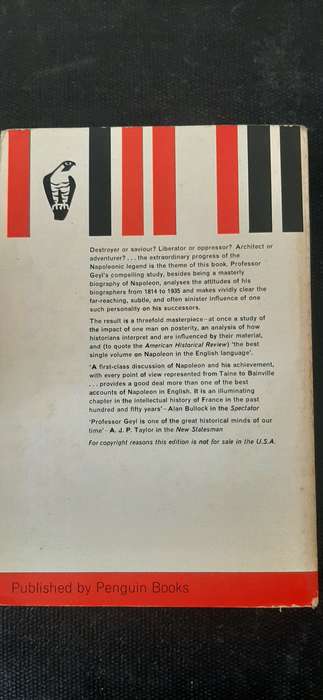 Destroyer or saviour? Liberator or oppressor? Architect or
adventurer? ... the extraordinary progress of the
Napoleonic legend is the theme of this book. Professor
Geyl's compelling study, besides being a masterly
biography of Napoleon, analyses the attitudes of his
biographers from 1814 to 1935 and makes vividly clear the
far-reaching, subtle, and often sinister influence of one
such personality on his successors.
The result is a threefold masterpiece - at once a study of
the impact of one man on posterity, an analysis of how
historians interpret and are influenced by their material,
and (to quote the American Historical Review) 'the best
single volume on Napoleon in the English language'.
'A first-class discussion of Napoleon and his achievement,
with every point of view represented from Taine to Bainville
... provides a good deal more than one of the best
accounts of Napoleon in English. It is an illuminating
chapter in the intellectual history of France in the past
hundred and fifty years' - Alan Bullock in the Spectator
'Professor Geyl is one of the great historical minds of our
time' - A. J. P. Taylor in the New Statesman
For copyright reasons this edition is not for sale in the U.S.A.
Published by Penguin Books